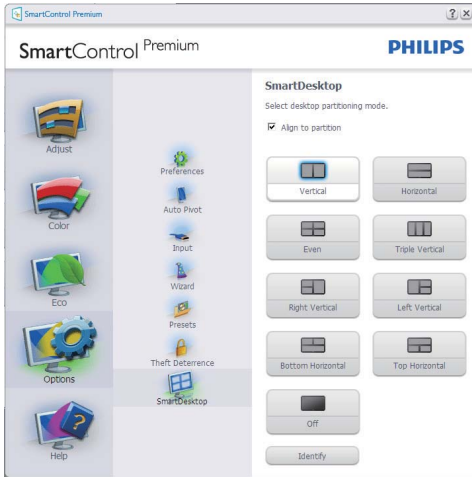 SmartControl Premium
SmartControl Premium
PHILIPS
Adjust
Color
Eco
Options
Help
Preferences
Auto Pivot
Input
Wizard
Presets
Theft Deterrence
SmartDesktop
SmartDesktop
Select desktop partitioning mode.
Align to partition
Vertical
Horizontal
Even
Triple Vertical
Right Vertical
Left Vertical
Bottom Horizontal
Top Horizontal
Off
Identify